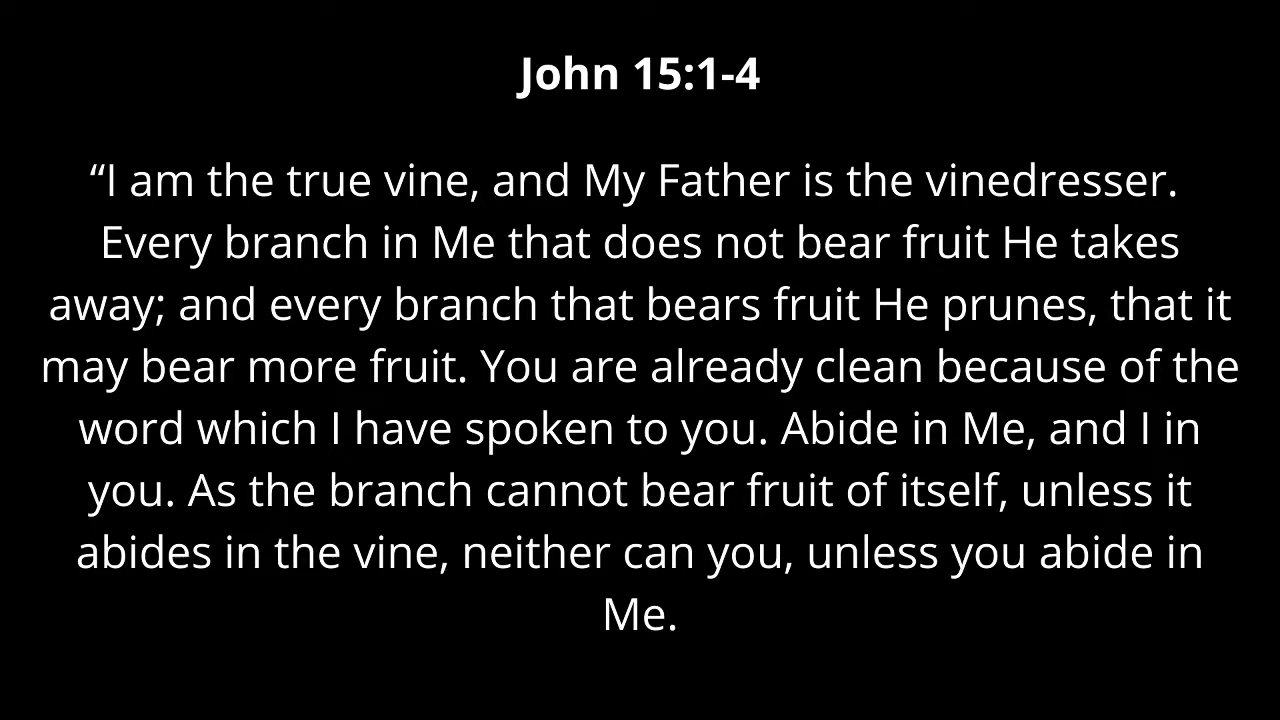 John 15:1-4
“I am the true vine, and My Father is the vinedresser.
Every branch in Me that does not bear fruit He takes
away; and every branch that bears fruit He prunes, that it
may bear more fruit. You are already clean because of the
word which I have spoken to you. Abide in Me, and I in
you. As the branch cannot bear fruit of itself, unless it
abides in the vine, neither can you, unless you abide in
Me.